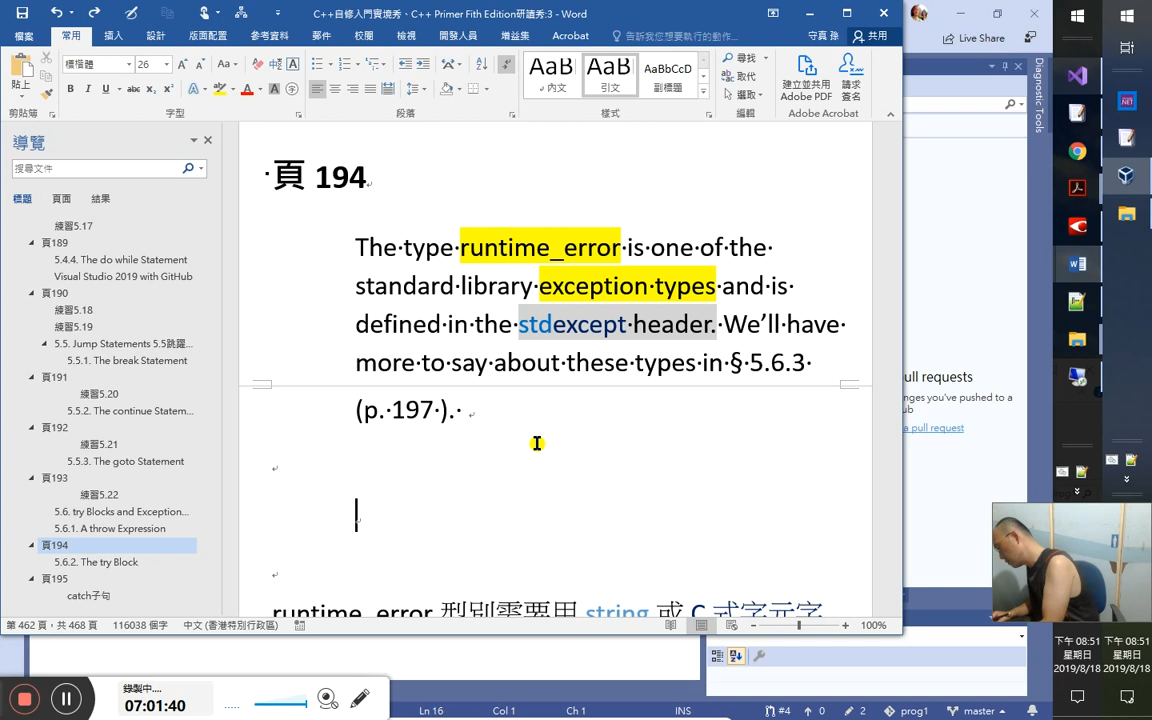 C++自修入門實境秀、C++ Primer Fith Edition研讀秀:3 - Word
檔案 常用 插入 設計 版面配置 參考資料 郵件 校閱 檢視 開發人員 增益集 Acrobat 告訴我您想要執行的動作... 守真 孫 共用
Live Share
貼上 標楷體 26 Aa A
B I U abc X₂ X² A A A 字
AaB 內文
AaB 引文
AaBbCcD 副標題
尋找
取代
選取
建立並共用 Adobe PDF
請求 簽名
剪貼簿 字型 段落 樣式 編輯 Adobe Acrobat
導覽
搜尋文件
標題 頁面 結果
練習5.17
頁189
5.4.4. The do while Statement
Visual Studio 2019 with GitHub
頁190
練習5.18
練習5.19
5.5. Jump Statements 5.5跳躍...
5.5.1. The break Statement
頁191
練習5.20
5.5.2. The continue Statem...
頁192
練習5.21
5.5.3. The goto Statement
頁193
練習5.22
5.6. try Blocks and Exception...
5.6.1. A throw Expression
頁194
5.6.2. The try Block
頁195
catch子句
頁 194
The type runtime_error is one of the
standard library exception types and is
defined in the stdexcept header. We’ll have
more to say about these types in § 5.6.3
(p. 197 ).
runtime_error 型別需要用 string 或 C 式字元字
Diagnostic Tools
ull requests
nges you've pushed to a
ub
a pull request
第 462 頁，共 468 頁 116038 個字 中文 (香港特別行政區) 100%
錄製中...
07:01:40
Ln 16 Col 1 Ch 1 INS #4 0 2 prog1 master
下午 08:51
星期日
2019/8/18
下午 08:51
星期日
2019/8/18